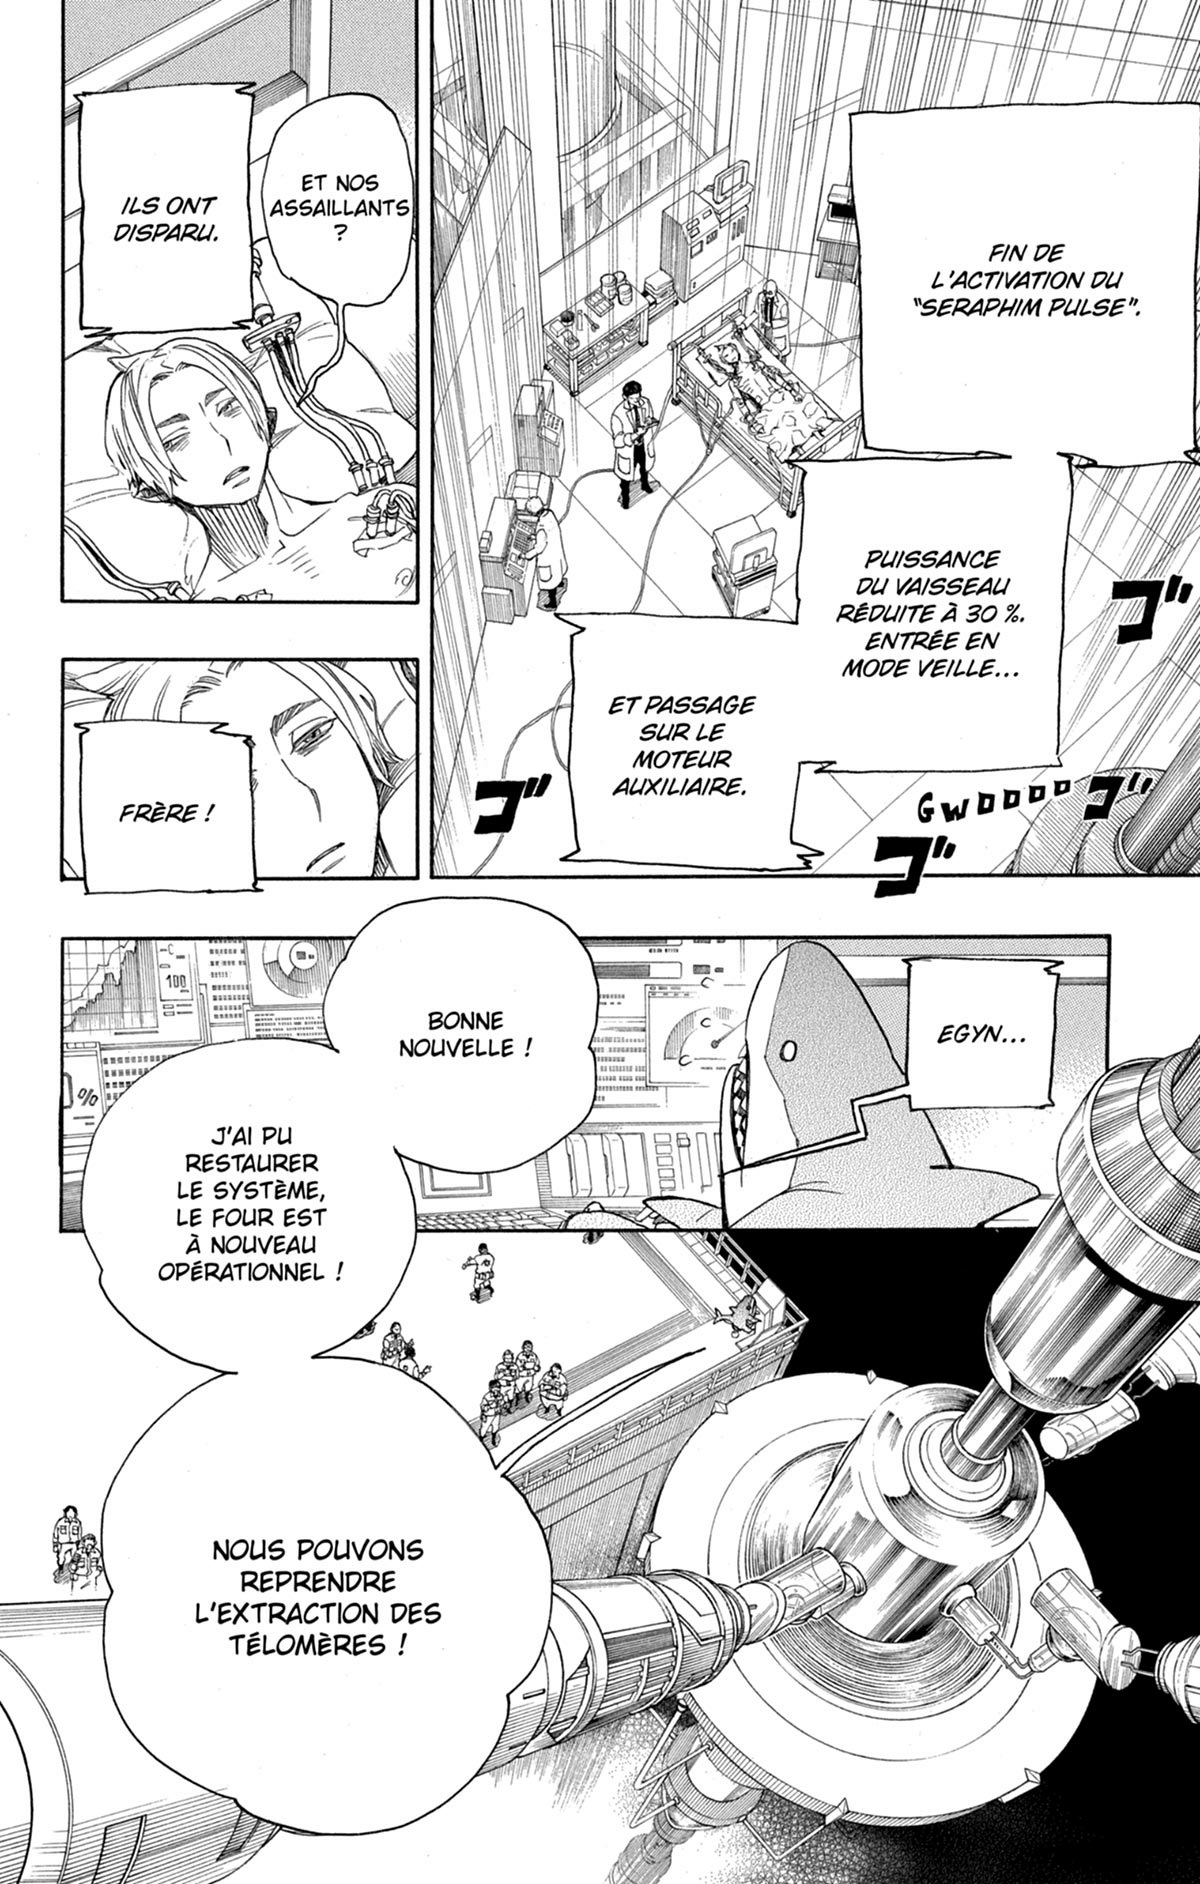 FIN DE
L'ACTIVATION DU
"SERAPHIM PULSE".
PUISSANCE
DU VAISSEAU
RÉDUITE À 30 %.
ENTRÉE EN
MODE VEILLE...
ET PASSAGE
SUR LE
MOTEUR
AUXILIAIRE.
ゴ
GWOOOO
ゴ
ゴ
ゴ
ET NOS
ASSAILLANTS
?
ILS ONT
DISPARU.
FRÈRE !
EGYN...
BONNE
NOUVELLE !
J'AI PU
RESTAURER
LE SYSTÈME,
LE FOUR EST
À NOUVEAU
OPÉRATIONNEL !
C
100
%
C
C
NOUS POUVONS
REPRENDRE
L'EXTRACTION DES
TÉLOMÈRES !